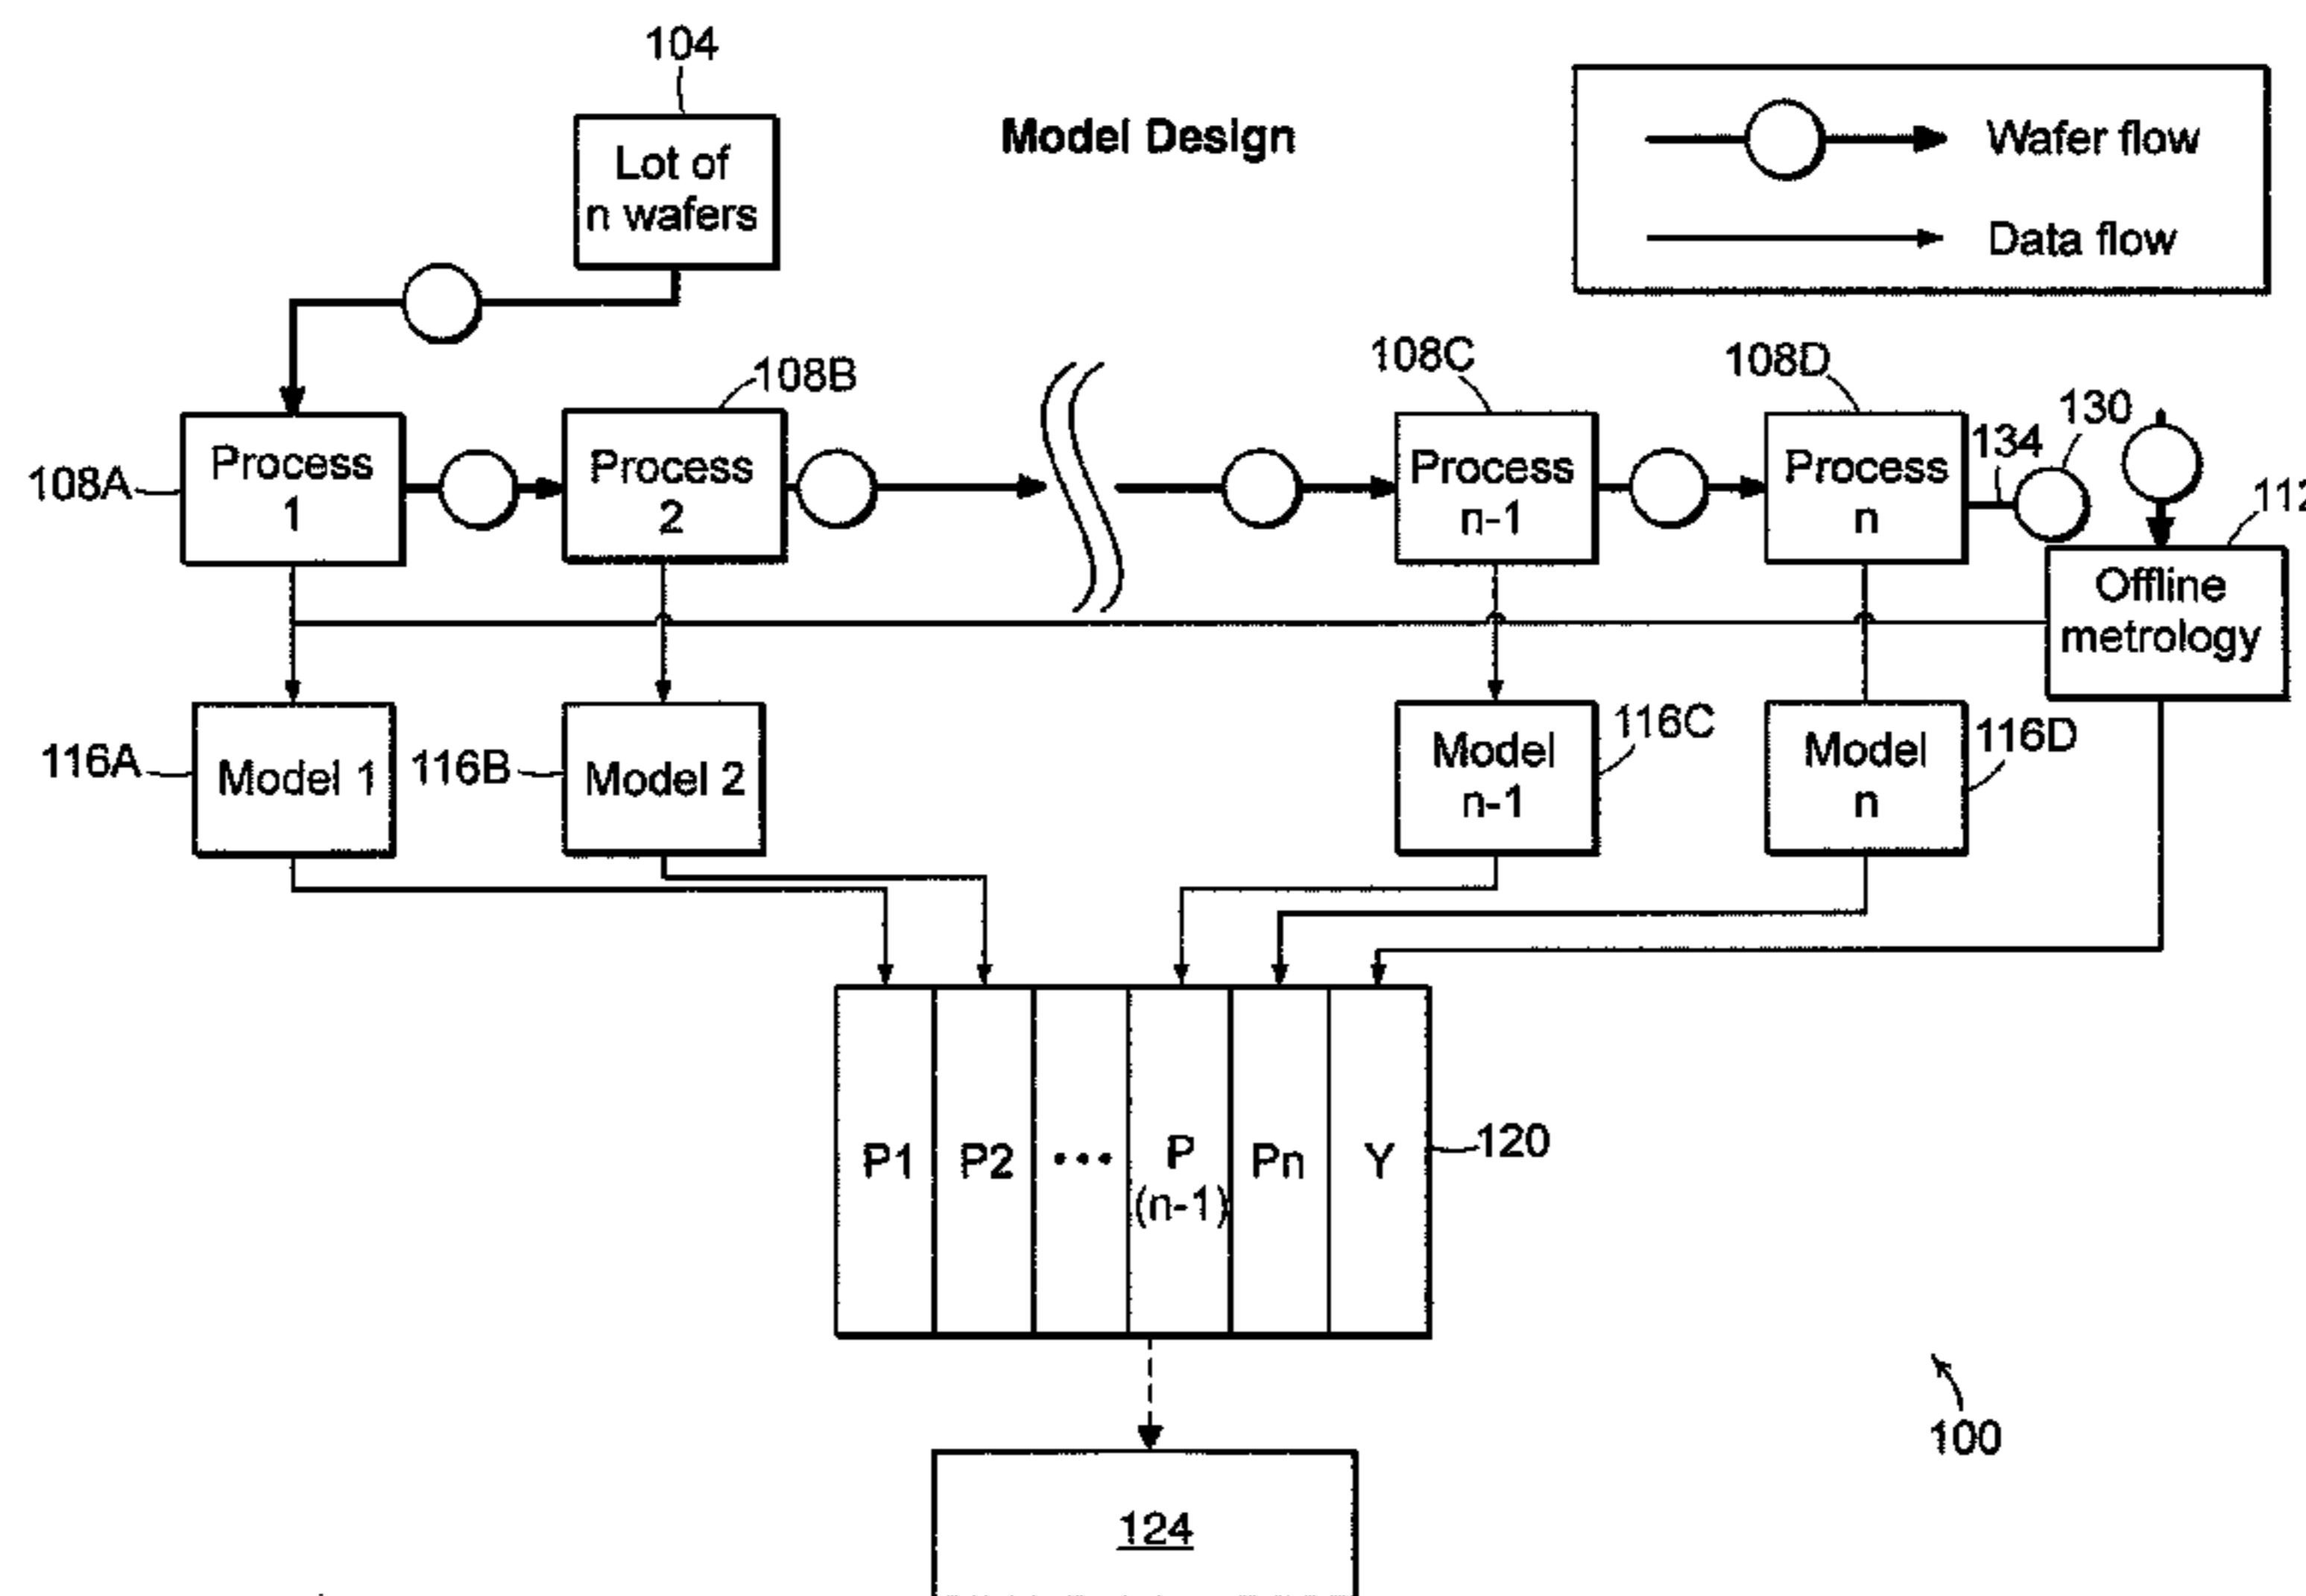 104
Lot of
n wafers
Model Design
Wafer flow
Data flow
108A
Process
1
108B
Process
2
108C
Process
n-1
108D
Process
n
134
130
112
Offline
metrology
116A
Model 1
116B
Model 2
Model
n-1
116C
Model
n
116D
P1
P2
•••
P
(n-1)
Pn
Y
120
100
124